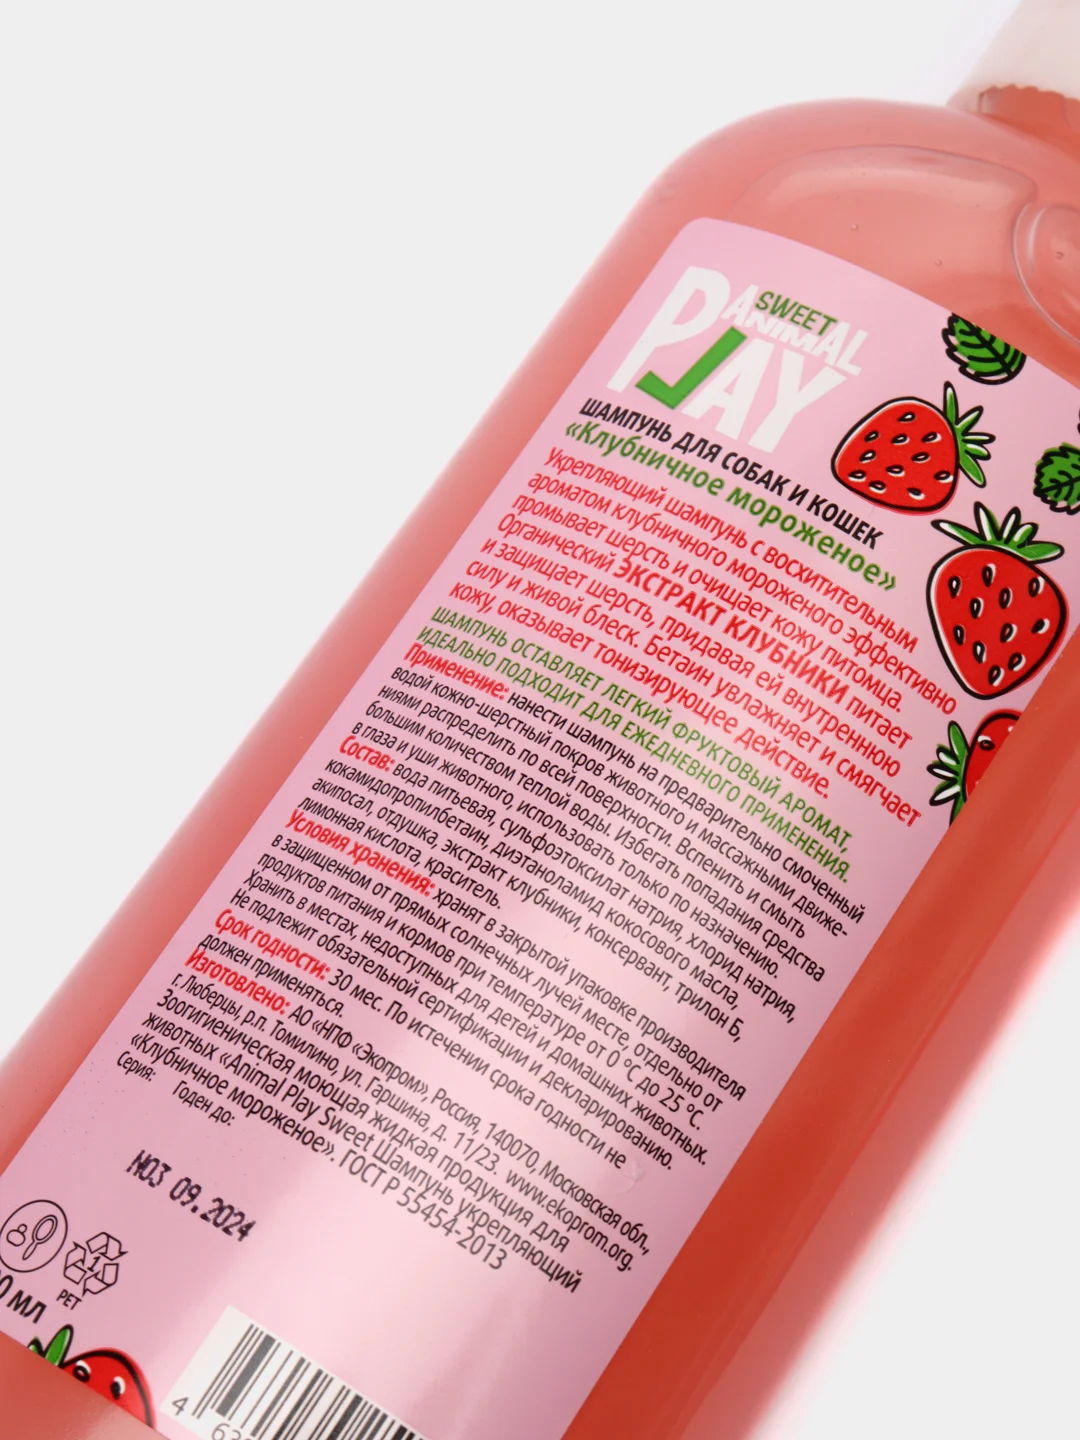 SWEET
ANIMAL
PLAY
ШАМПУНЬ ДЛЯ СОБАК И КОШЕК
«Клубничное мороженое»
Укрепляющий шампунь с восхитительным
ароматом клубничного мороженого эффективно
промывает шерсть и очищает кожу питомца.
Органический ЭКСТРАКТ КЛУБНИКИ питает
и защищает шерсть, придавая ей внутреннюю
силу и живой блеск. Бетаин увлажняет и смягчает
кожу, оказывает тонизирующее действие.
ШАМПУНЬ ОСТАВЛЯЕТ ЛЕГКИЙ ФРУКТОВЫЙ АРОМАТ,
ИДЕАЛЬНО ПОДХОДИТ ДЛЯ ЕЖЕДНЕВНОГО ПРИМЕНЕНИЯ.
Применение: нанести шампунь на предварительно смоченный
водой кожно-шерстный покров животного и массажными движе-
ниями распределить по всей поверхности. Вспенить и смыть
большим количеством теплой воды. Избегать попадания средства
в глаза и уши животного, использовать только по назначению.
Состав: вода питьевая, сульфоэтоксилат натрия, хлорид натрия,
кокамидопропилбетаин, диэтаноламид кокосового масла,
акипосал, отдушка, экстракт клубники, консервант, трилон Б,
лимонная кислота, краситель.
Условия хранения: хранят в закрытой упаковке производителя
в защищенном от прямых солнечных лучей месте, отдельно от
продуктов питания и кормов при температуре от 0 °C до 25 °C.
Хранить в местах, недоступных для детей и домашних животных.
Не подлежит обязательной сертификации и декларированию.
Срок годности: 30 мес. По истечении срока годности не
должен применяться.
Изготовлено: АО «НПФ «Экопром», Россия, 140070, Московская обл.,
г. Люберцы, р.п. Томилино, ул. Гаршина, д. 11/23. www.ekoprom.org.
Зоогигиеническая моющая жидкая продукция для
животных «Animal Play Sweet Шампунь укрепляющий
«Клубничное мороженое». ГОСТ Р 55454-2013
Серия: Годен до:
N03 09.2024
1
PET
0 мл
4 63